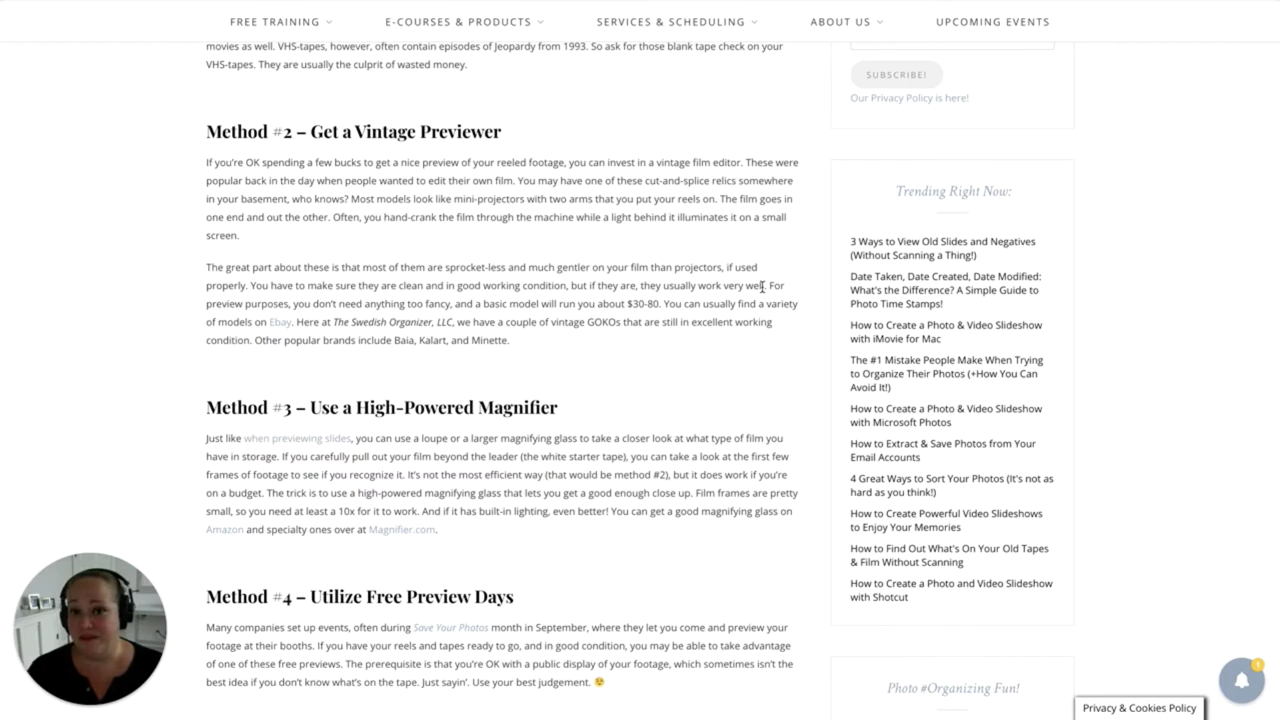 FREE TRAINING
E-COURSES & PRODUCTS
SERVICES & SCHEDULING
ABOUT US
UPCOMING EVENTS
movies as well. VHS-tapes, however, often contain episodes of Jeopardy from 1993. So ask for those blank tape check on your
VHS-tapes. They are usually the culprit of wasted money.
Method #2 – Get a Vintage Previewer
If you're OK spending a few bucks to get a nice preview of your reeled footage, you can invest in a vintage film editor. These were
popular back in the day when people wanted to edit their own film. You may have one of these cut-and-splice relics somewhere
in your basement, who knows? Most models look like mini-projectors with two arms that you put your reels on. The film goes in
one end and out the other. Often, you hand-crank the film through the machine while a light behind it illuminates it on a small
screen.
The great part about these is that most of them are sprocket-less and much gentler on your film than projectors, if used
properly. You have to make sure they are clean and in good working condition, but if they are, they usually work very well. For
preview purposes, you don't need anything too fancy, and a basic model will run you about $30-80. You can usually find a variety
of models on Ebay. Here at The Swedish Organizer, LLC, we have a couple of vintage GOKOs that are still in excellent working
condition. Other popular brands include Baia, Kalart, and Minette.
Method #3 – Use a High-Powered Magnifier
Just like when previewing slides, you can use a loupe or a larger magnifying glass to take a closer look at what type of film you
have in storage. If you carefully pull out your film beyond the leader (the white starter tape), you can take a look at the first few
frames of footage to see if you recognize it. It's not the most efficient way (that would be method #2), but it does work if you're
on a budget. The trick is to use a high-powered magnifying glass that lets you get a good enough close up. Film frames are pretty
small, so you need at least a 10x for it to work. And if it has built-in lighting, even better! You can get a good magnifying glass on
Amazon and specialty ones over at Magnifier.com.
Method #4 – Utilize Free Preview Days
Many companies set up events, often during Save Your Photos month in September, where they let you come and preview your
footage at their booths. If you have your reels and tapes ready to go, and in good condition, you may be able to take advantage
of one of these free previews. The prerequisite is that you're OK with a public display of your footage, which sometimes isn't the
best idea if you don't know what's on the tape. Just sayin'. Use your best judgement. 😉
SUBSCRIBE!
Our Privacy Policy is here!
Trending Right Now:
3 Ways to View Old Slides and Negatives
(Without Scanning a Thing!)
Date Taken, Date Created, Date Modified:
What's the Difference? A Simple Guide to
Photo Time Stamps!
How to Create a Photo & Video Slideshow
with iMovie for Mac
The #1 Mistake People Make When Trying
to Organize Their Photos (+How You Can
Avoid It!)
How to Create a Photo & Video Slideshow
with Microsoft Photos
How to Extract & Save Photos from Your
Email Accounts
4 Great Ways to Sort Your Photos (It's not as
hard as you think!)
How to Create Powerful Video Slideshows
to Enjoy Your Memories
How to Find Out What's On Your Old Tapes
& Film Without Scanning
How to Create a Photo and Video Slideshow
with Shotcut
Photo #Organizing Fun!
1
Privacy & Cookies Policy